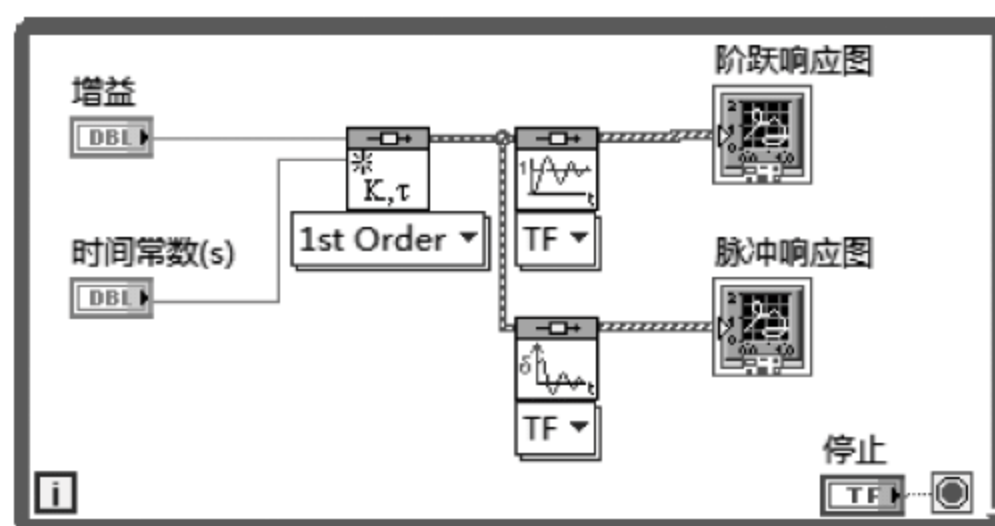 阶跃响应图
增益
DBL
K,τ
1st Order
TF
时间常数(s)
DBL
脉冲响应图
δ
t
TF
停止
TF
i